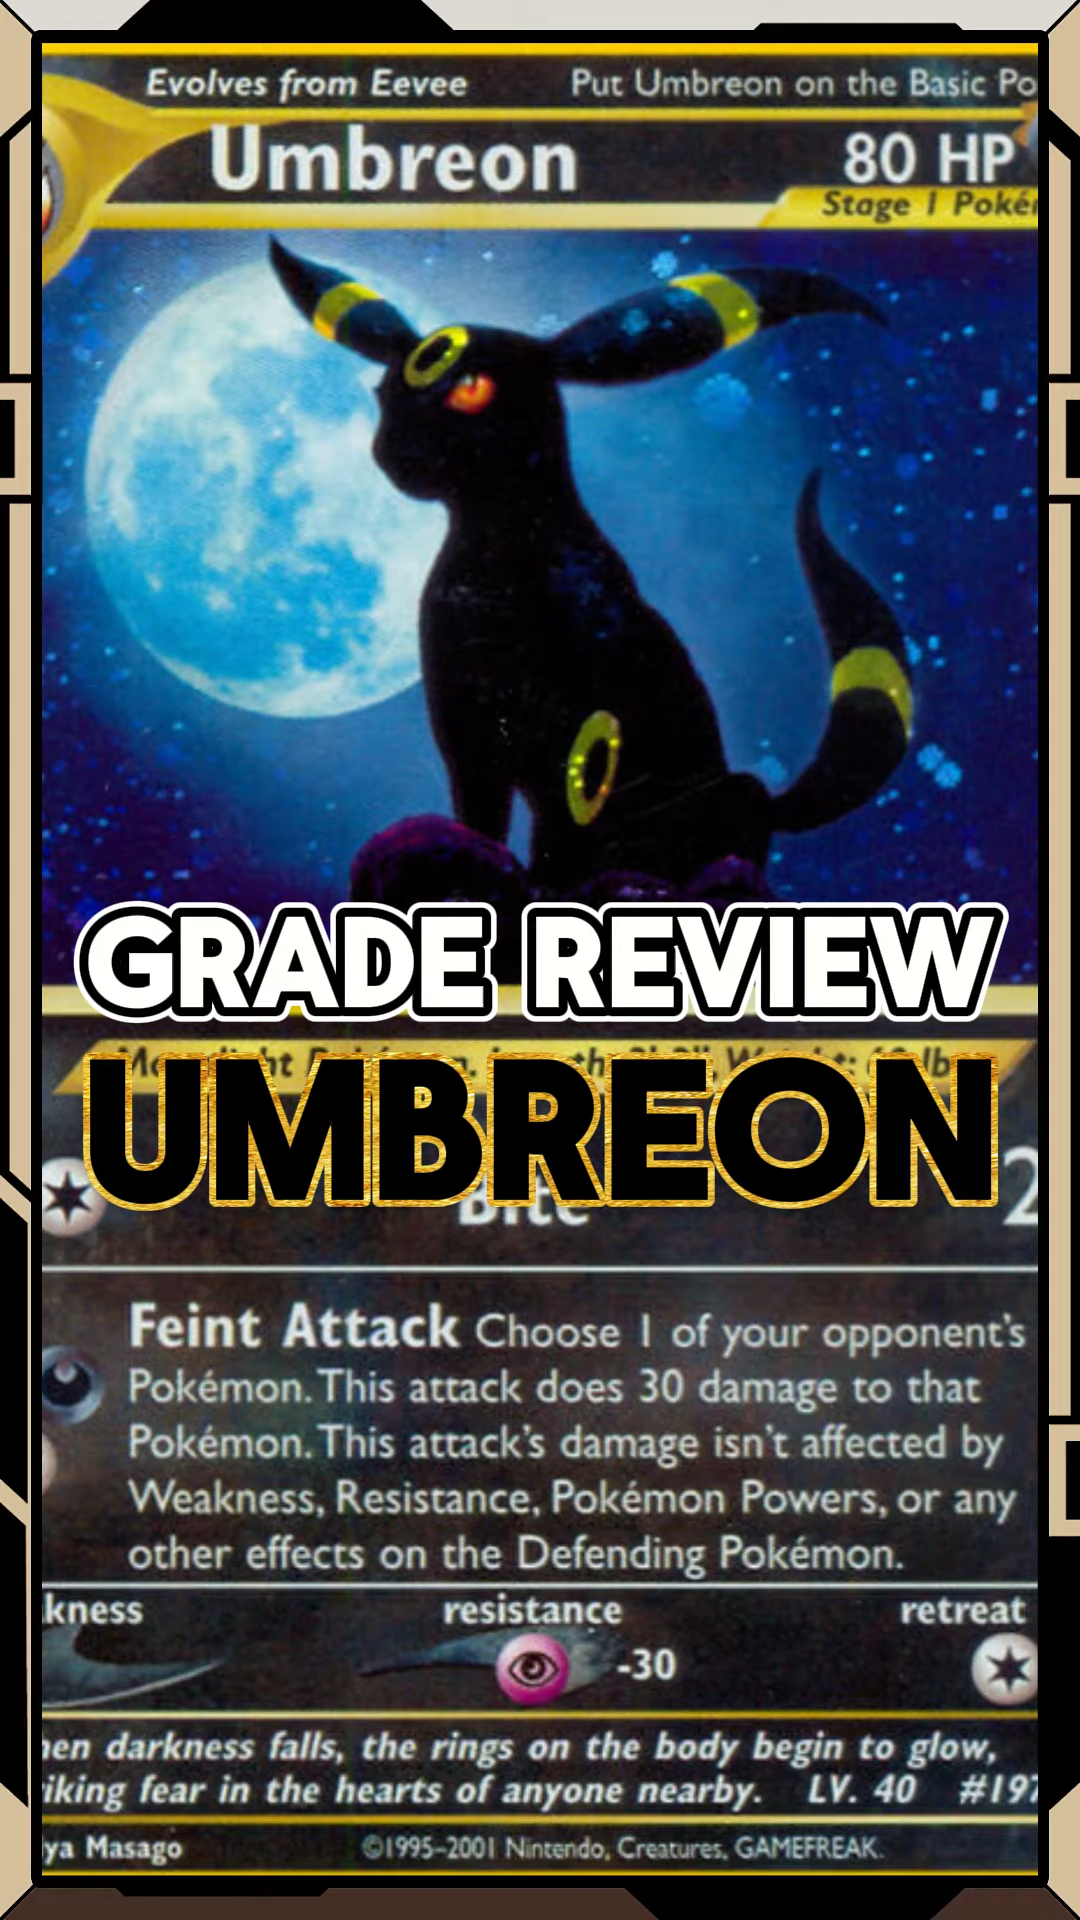 Evolves from Eevee Put Umbreon on the Basic Po
Umbreon 80 HP
Stage 1 Poké
GRADE REVIEW
UMBREON
Bite 2
Feint Attack Choose 1 of your opponent's
Pokémon. This attack does 30 damage to that
Pokémon. This attack's damage isn't affected by
Weakness, Resistance, Pokémon Powers, or any
other effects on the Defending Pokémon.
kness resistance retreat
-30
hen darkness falls, the rings on the body begin to glow,
iking fear in the hearts of anyone nearby. LV. 40 #197
ya Masago ©1995-2001 Nintendo, Creatures, GAMEFREAK.